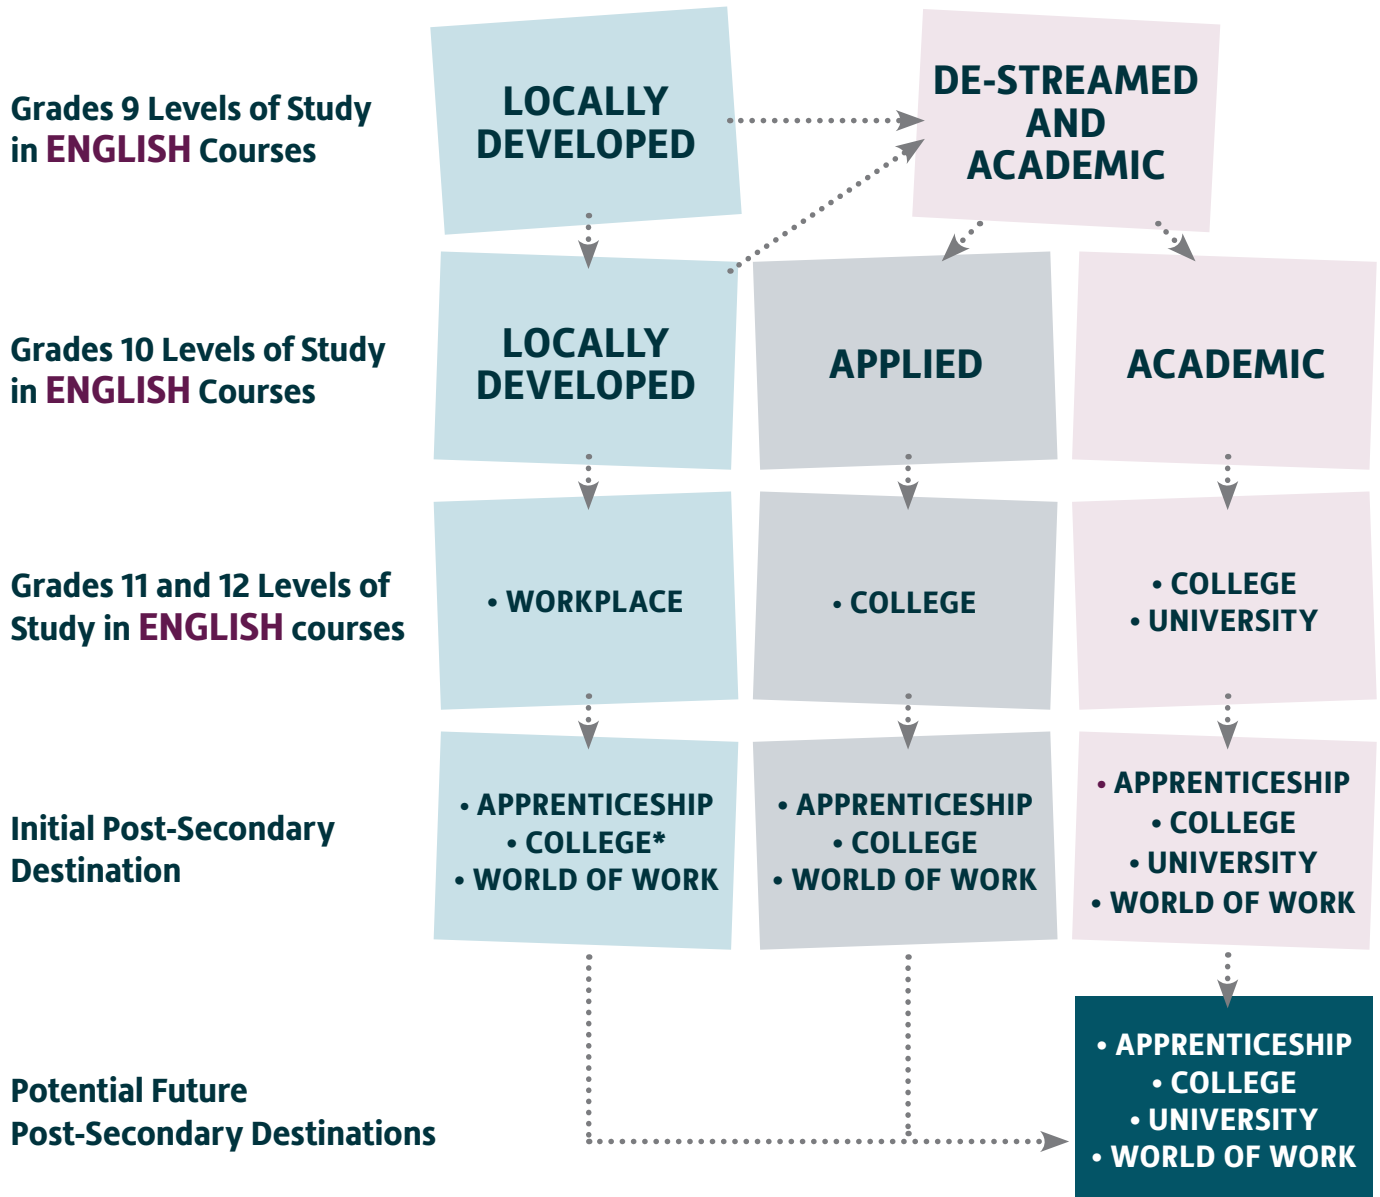 Grades 9 Levels of Study
in ENGLISH Courses
LOCALLY
DEVELOPED
DE-STREAMED
AND
ACADEMIC
Grades 10 Levels of Study
in ENGLISH Courses
LOCALLY
DEVELOPED
APPLIED
ACADEMIC
Grades 11 and 12 Levels of
Study in ENGLISH courses
• WORKPLACE
• COLLEGE
• COLLEGE
• UNIVERSITY
Initial Post-Secondary
Destination
• APPRENTICESHIP
• COLLEGE*
• WORLD OF WORK
• APPRENTICESHIP
• COLLEGE
• WORLD OF WORK
• APPRENTICESHIP
• COLLEGE
• UNIVERSITY
• WORLD OF WORK
Potential Future
Post-Secondary Destinations
• APPRENTICESHIP
• COLLEGE
• UNIVERSITY
• WORLD OF WORK